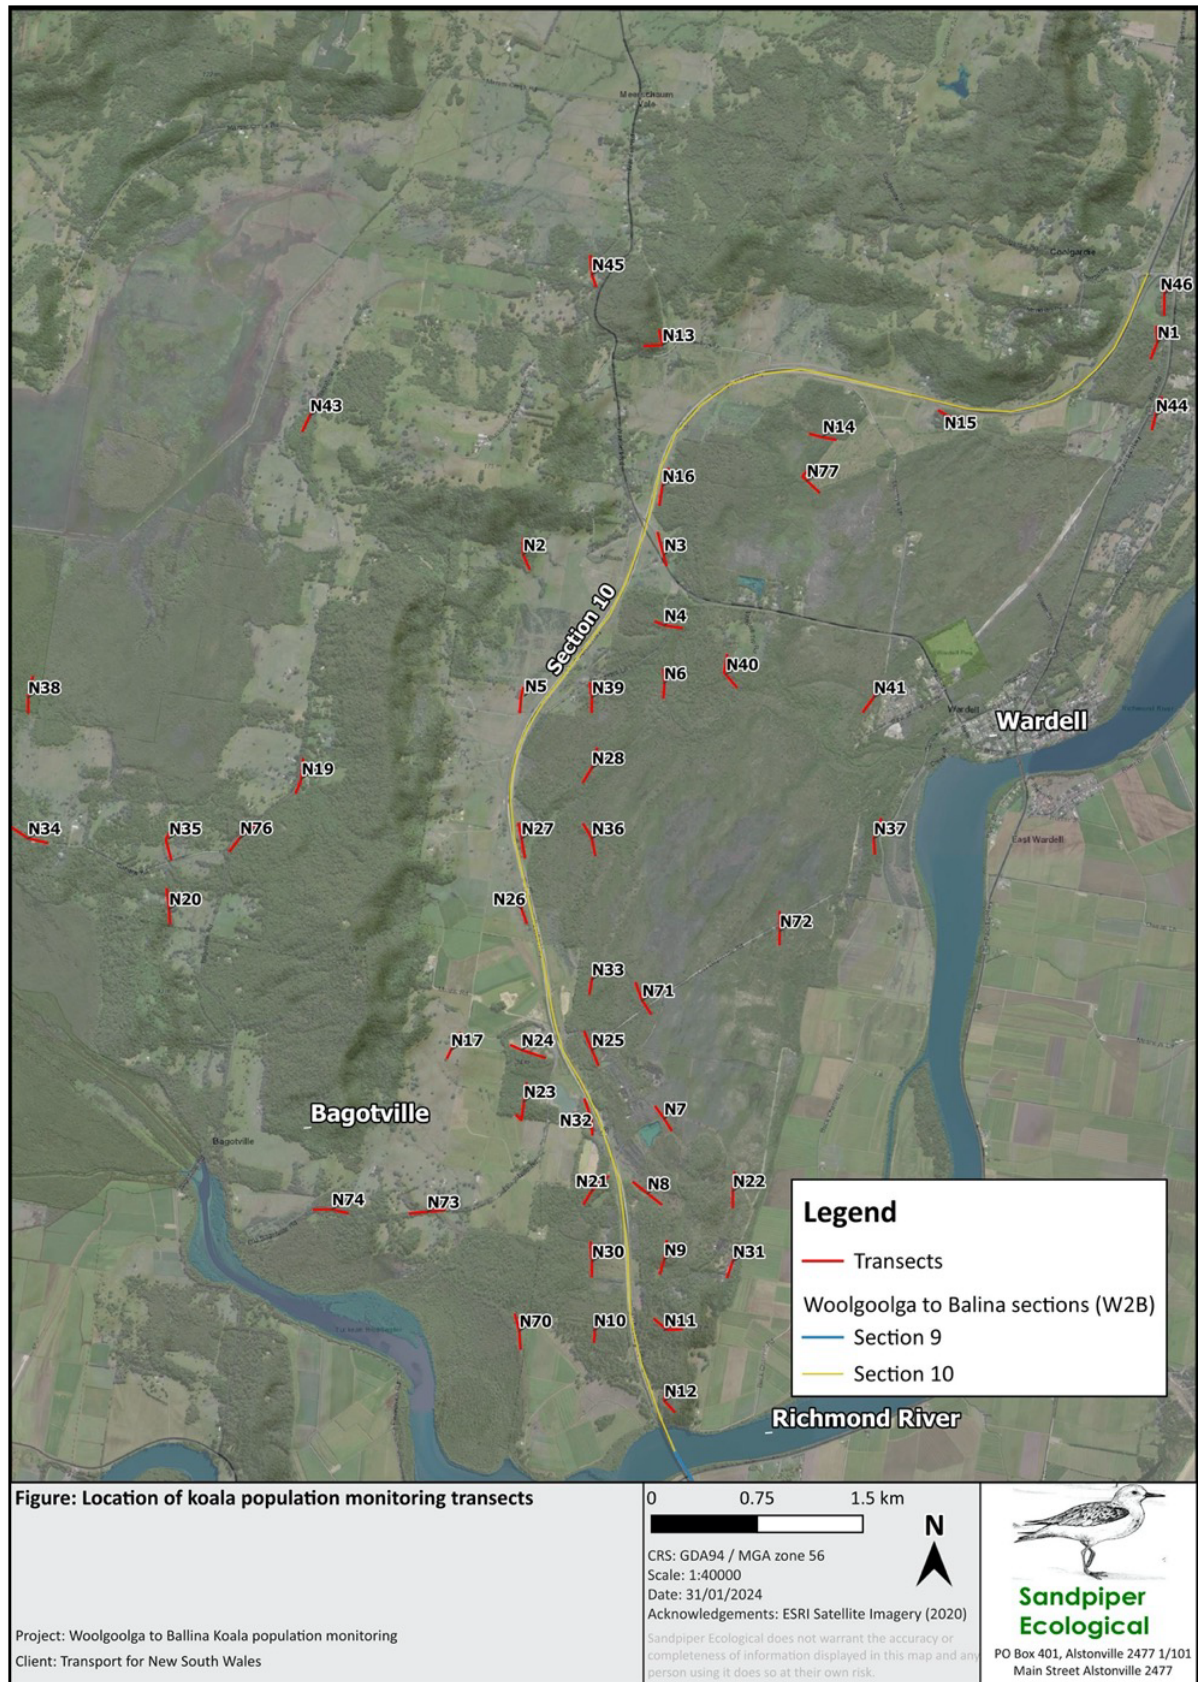 Meerschaum
Vale
Coolgardie
N45
N46
N13
N1
N43
N44
N14
N15
N77
N16
N2
N3
Section 10
N4
N40
N6
N38
N5
N39
N41
Wardell
Wardell
N19
N28
N34
N35
N76
N27
N36
N37
East Wardell
N20
N26
N72
N33
N71
N17
N24
N25
N23
N32
N7
Bagotville
Bagotville
N21
N8
N22
N74
N73
N30
N9
N31
N70
N10
N11
N12
Richmond River
Legend
Transects
Woolgoolga to Balina sections (W2B)
Section 9
Section 10
Figure: Location of koala population monitoring transects
Project: Woolgoolga to Ballina Koala population monitoring
Client: Transport for New South Wales
0 0.75 1.5 km
N
CRS: GDA94 / MGA zone 56
Scale: 1:40000
Date: 31/01/2024
Acknowledgements: ESRI Satellite Imagery (2020)
Sandpiper Ecological does not warrant the accuracy or
completeness of information displayed in this map and any
person using it does so at their own risk.
Sandpiper
Ecological
PO Box 401, Alstonville 2477 1/101
Main Street Alstonville 2477